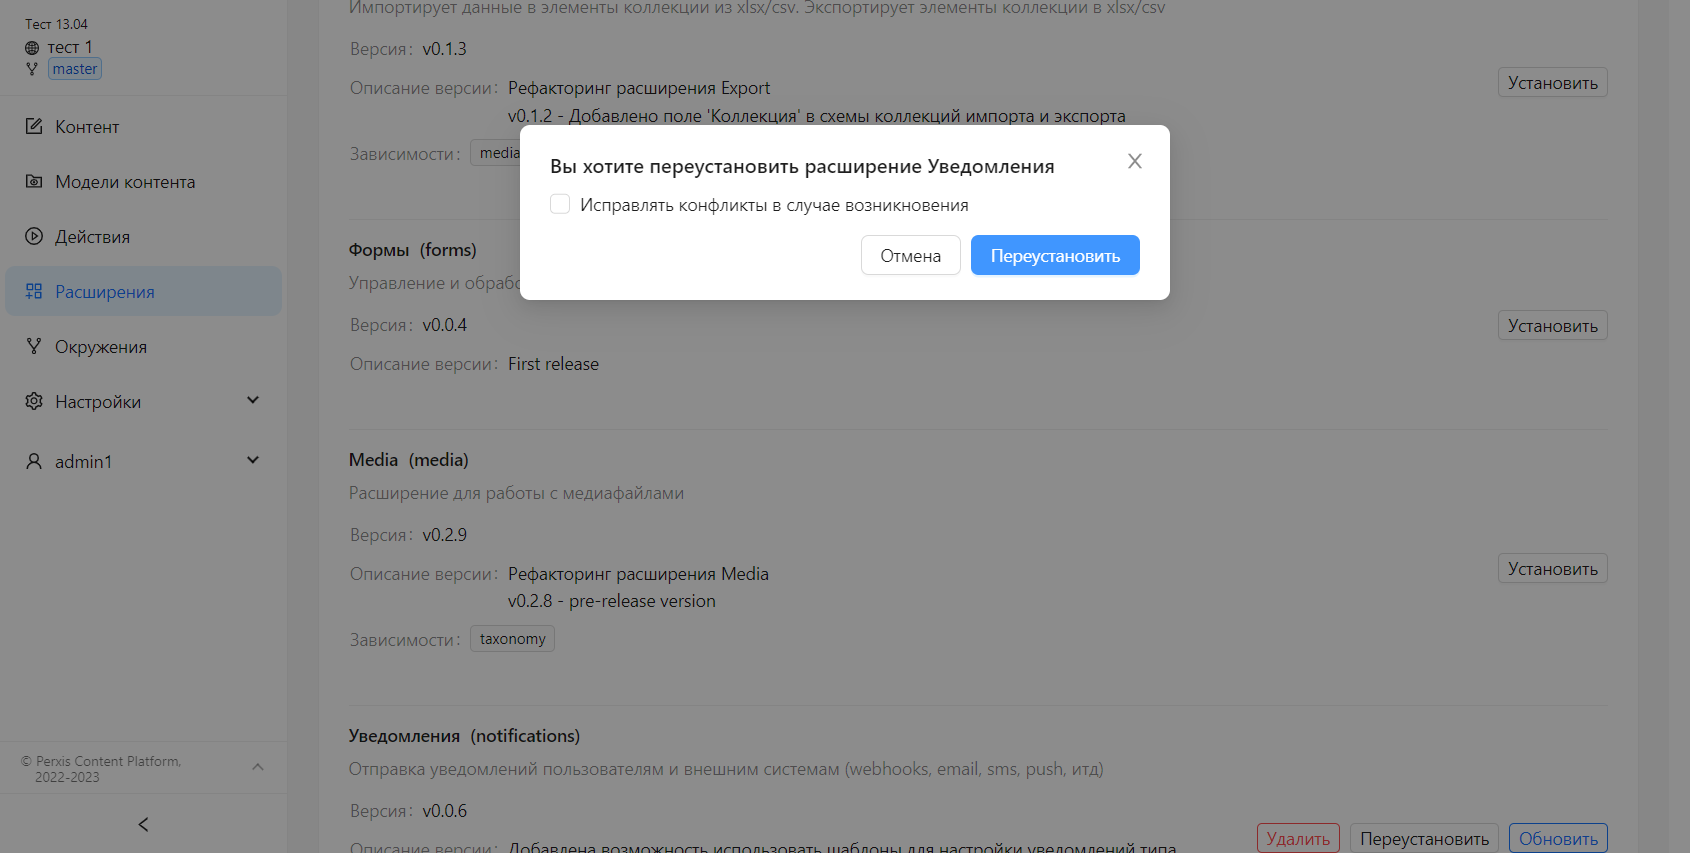 Тест 13.04
тест 1
master
Контент
Модели контента
Действия
Расширения
Окружения
Настройки
admin1
© Perxis Content Platform,
2022-2023
Импортирует данные в элементы коллекции из xlsx/csv. Экспортирует элементы коллекции в xlsx/csv
Версия: v0.1.3
Описание версии: Рефакторинг расширения Export
v0.1.2 - Добавлено поле 'Коллекция' в схемы коллекций импорта и экспорта
Установить
Зависимости: media
Вы хотите переустановить расширение Уведомления
Исправлять конфликты в случае возникновения
Отмена
Переустановить
Формы (forms)
Управление и
Версия: v0.0.4
Установить
Описание версии: First release
Media (media)
Расширение для работы с медиафайлами
Версия: v0.2.9
Описание версии: Рефакторинг расширения Media
v0.2.8 - pre-release version
Установить
Зависимости: taxonomy
Уведомления (notifications)
Отправка уведомлений пользователям и внешним системам (webhooks, email, sms, push, итд)
Версия: v0.0.6
Описание версии: Добавлена возможность использовать шаблоны для настройки уведомлений типа
Удалить
Переустановить
Обновить